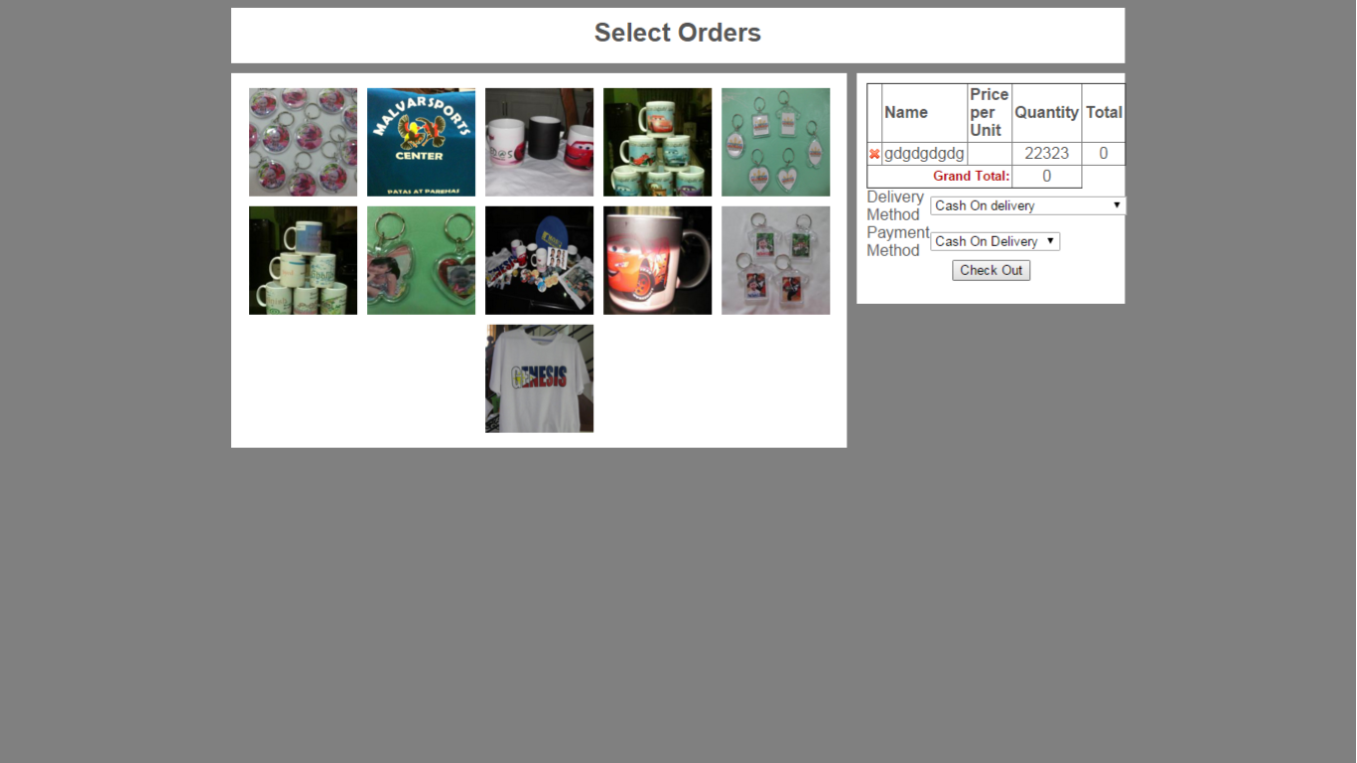 Select Orders
MALVARSPORTS
CENTER
PATAS AT PAREHAS
GENESIS
Name
Price
per
Unit
Quantity
Total
gdgdgdgdg
22323
0
Grand Total:
0
Delivery
Method
Cash On delivery
Payment
Method
Cash On Delivery
Check Out